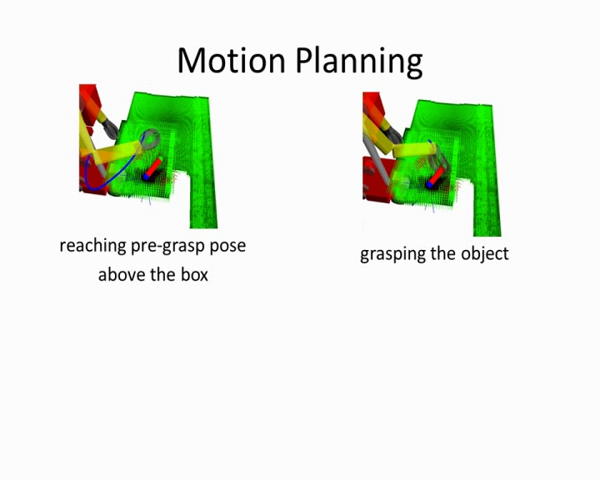 Motion Planning
reaching pre-grasp pose
above the box
grasping the object